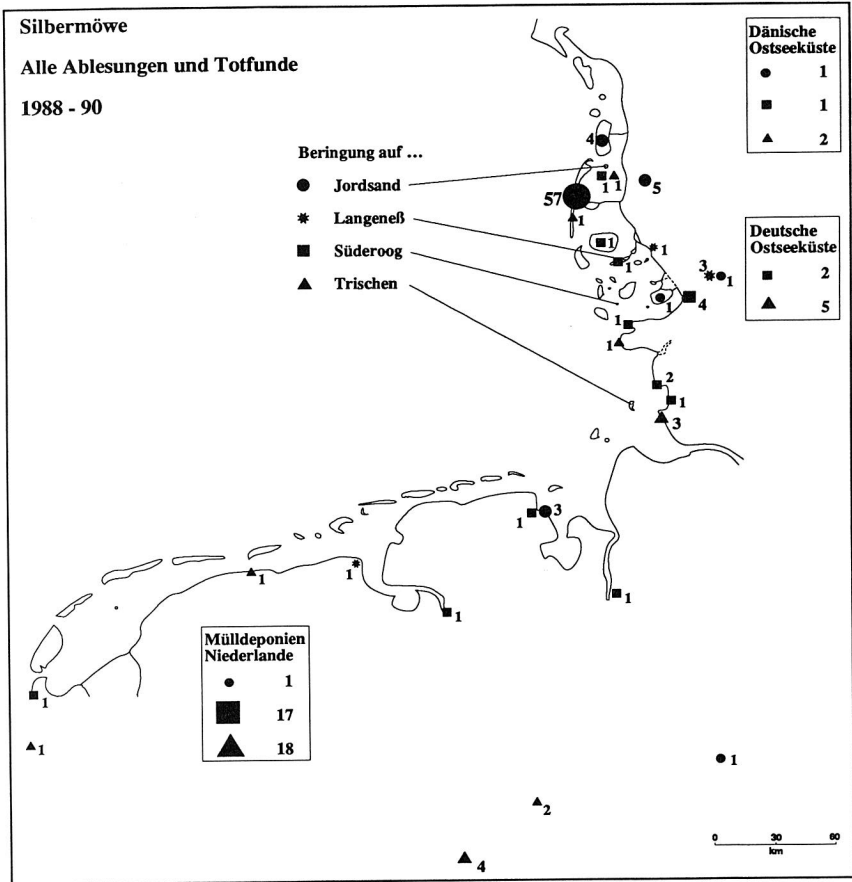 Silbermöwe
Alle Ablesungen und Totfunde
1988 - 90
Beringung auf ...
Jordsand
Langeneß
Süderoog
Trischen
Dänische
Ostseeküste
1
1
2
Deutsche
Ostseeküste
2
5
4
1
1
5
57
1
1
1
1
3
1
1
4
1
1
2
1
3
3
1
1
1
1
1
1
Mülldeponien
Niederlande
1
17
18
1
1
2
4
0 30 60
km